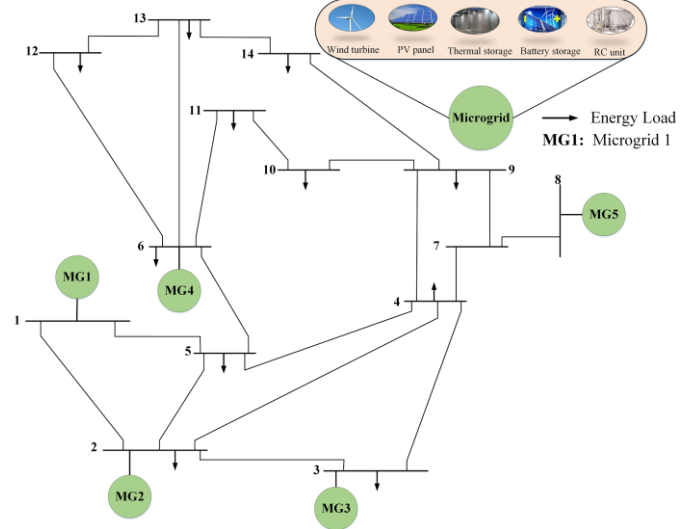 13
12
14
Wind turbine PV panel Thermal storage Battery storage RC unit
11
Microgrid
Energy Load
MG1: Microgrid 1
10
9
8
MG5
6
7
MG1
MG4
4
1
5
2
3
MG2
MG3